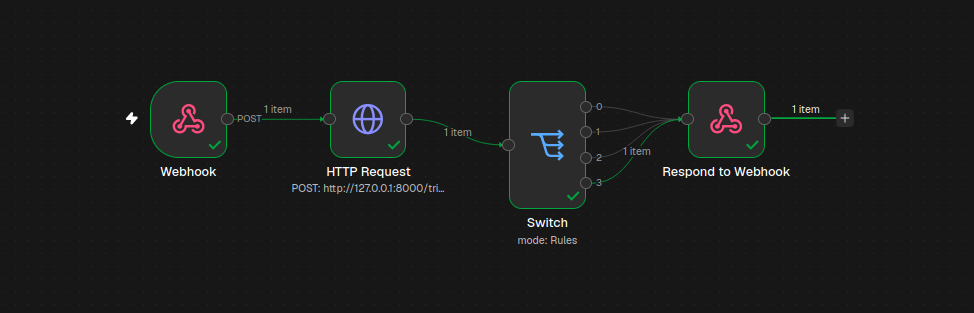 1 item
POST
Webhook
HTTP Request
POST: http://127.0.0.1:8000/tri...
1 item
0
1
2
3
Switch
mode: Rules
1 item
Respond to Webhook
1 item